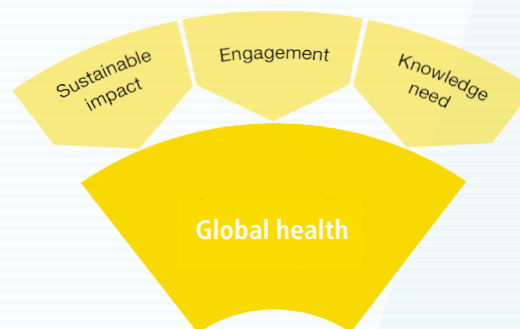 Sustainable
impact
Engagement
Knowledge
need
Global health